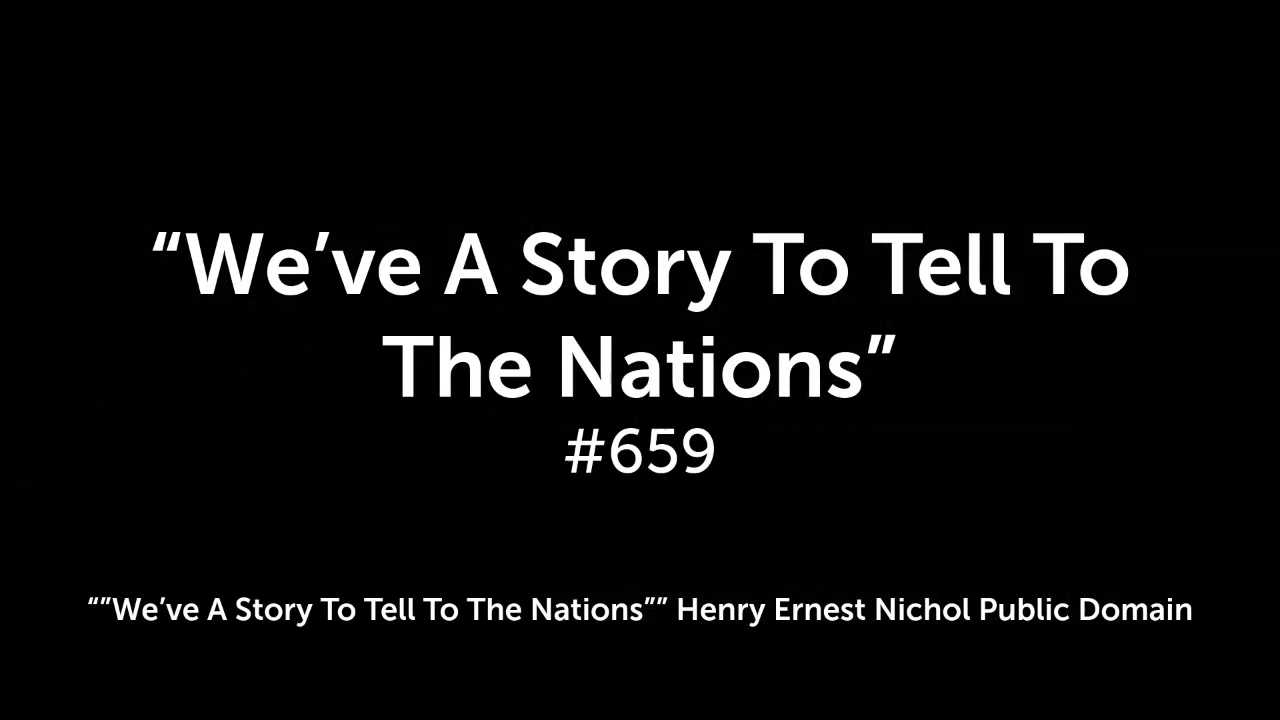 “We’ve A Story To Tell To
The Nations”
#659
“”We’ve A Story To Tell To The Nations”” Henry Ernest Nichol Public Domain